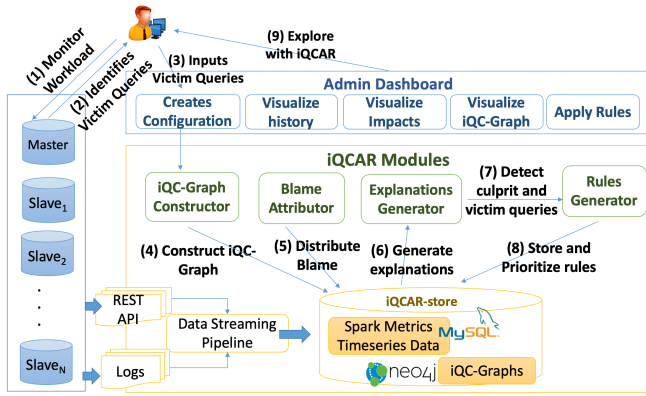 (1) Monitor
Workload
(2) Identifies
Victim Queries
(3) Inputs
Victim Queries
(9) Explore
with iQCAR
Admin Dashboard
Creates
Configuration
Visualize
history
Visualize
Impacts
Visualize
iQC-Graph
Apply Rules
Master
Slave1
Slave2
.
.
.
SlaveN
iQCAR Modules
iQC-Graph
Constructor
Blame
Attributor
Explanations
Generator
(7) Detect
culprit and
victim queries
Rules
Generator
(4) Construct iQC-
Graph
(5) Distribute
Blame
(6) Generate
explanations
(8) Store and
Prioritize rules
REST
API
Logs
Data Streaming
Pipeline
iQCAR-store
Spark Metrics
Timeseries Data
MySQL
neo4j
iQC-Graphs